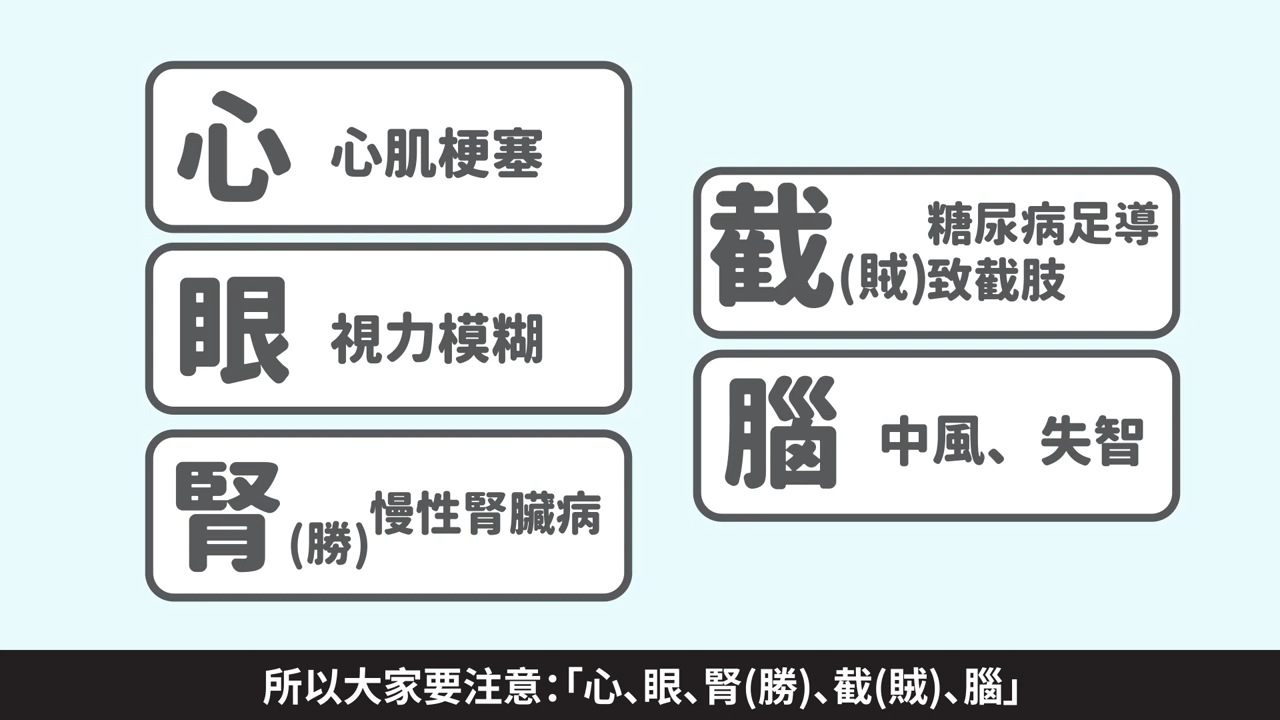 心 心肌梗塞
眼 視力模糊
腎(勝) 慢性腎臟病
截(賊) 糖尿病足導
致截肢
腦 中風、失智
所以大家要注意：「心、眼、腎(勝)、截(賊)、腦」